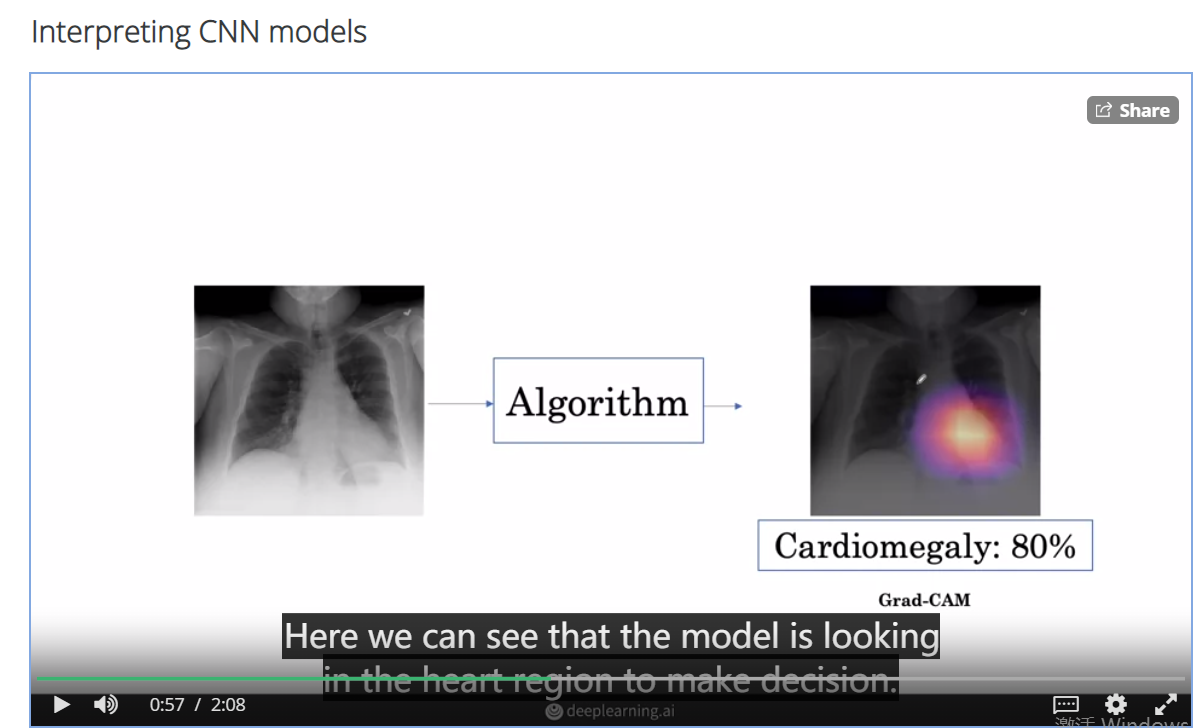 Interpreting CNN models
Share
Algorithm
Cardiomegaly: 80%
Grad-CAM
Here we can see that the model is looking
in the heart region to make decision.
0:57 / 2:08
deeplearning.ai
激活 Windows